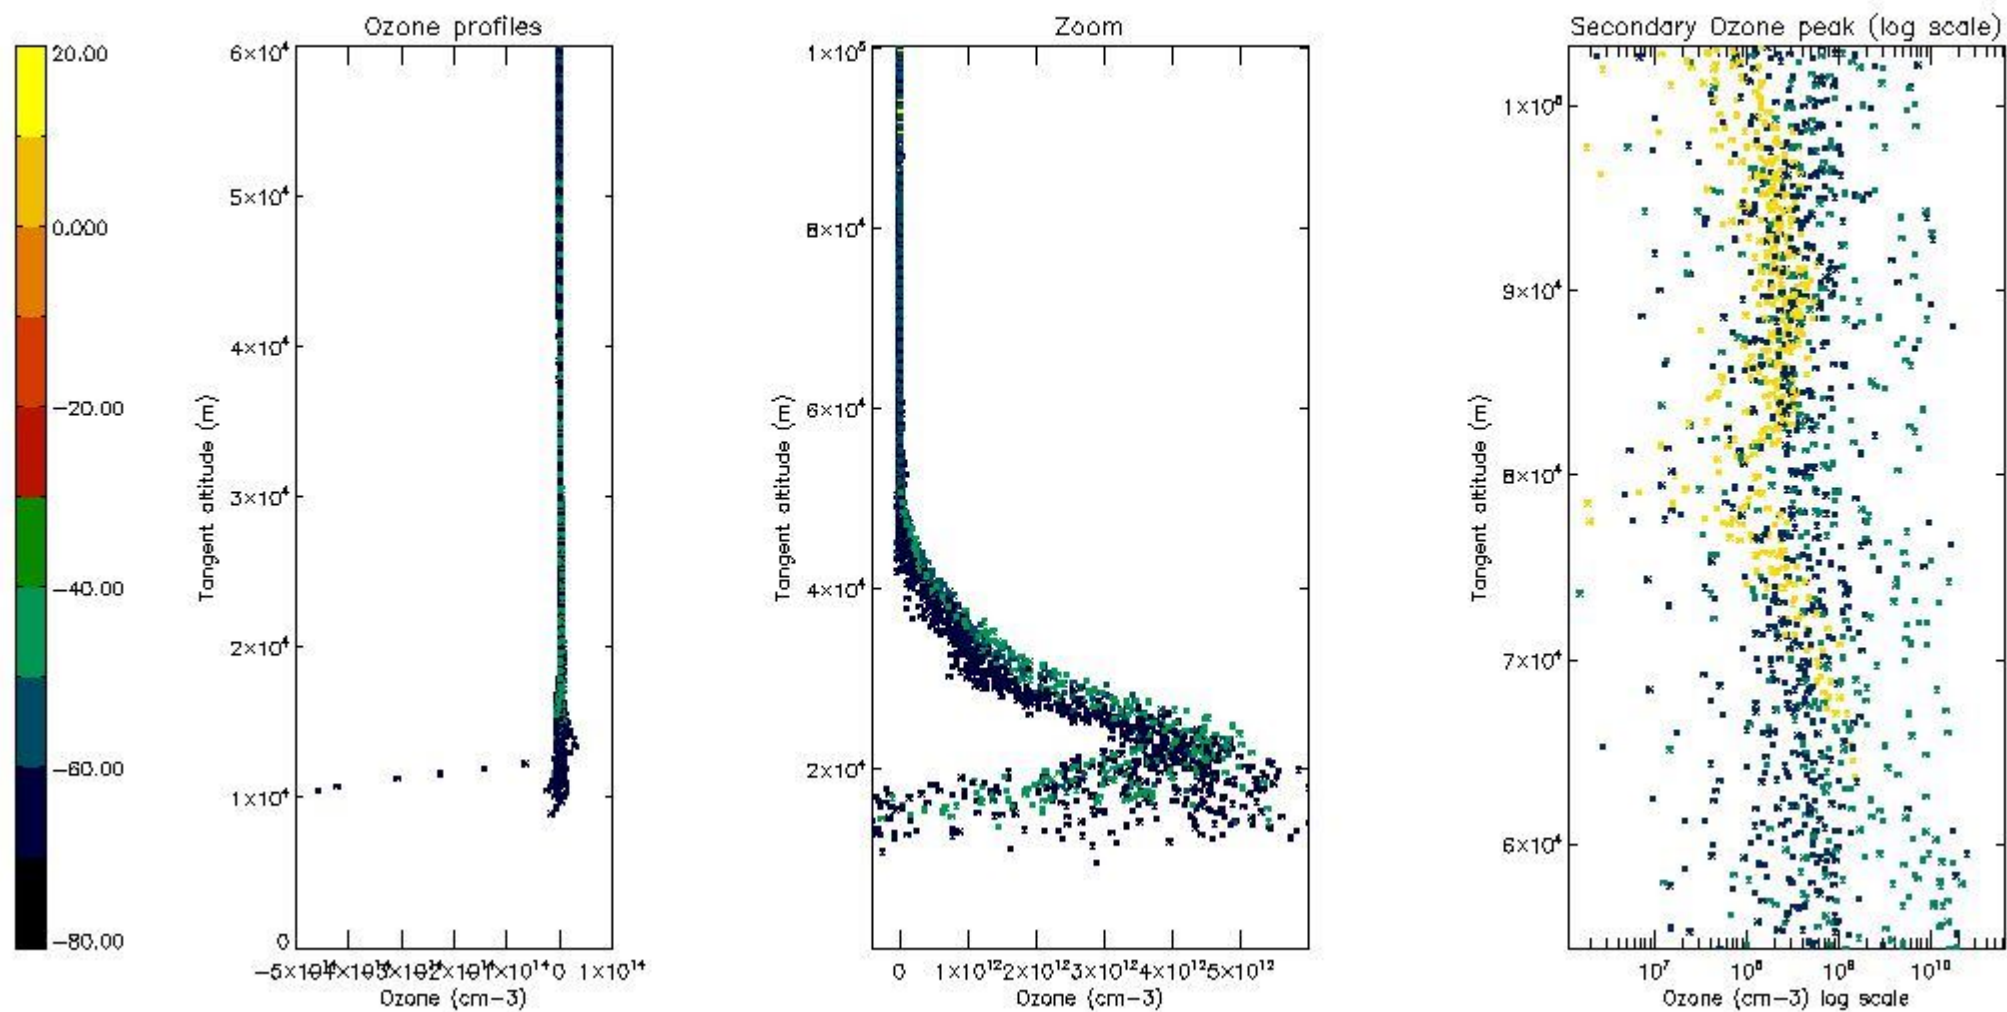 Ozone profiles
Zoom
Secondary Ozone peak (log scale)
20.00
0.000
−20.00
−40.00
−60.00
−80.00
Tangent altitude (m)
6×10⁴
5×10⁴
4×10⁴
3×10⁴
2×10⁴
1×10⁴
0
0 1×10¹⁴
Ozone (cm−3)
Tangent altitude (m)
1×10⁵
8×10⁴
6×10⁴
4×10⁴
2×10⁴
0 1×10¹² 2×10¹² 3×10¹² 4×10¹² 5×10¹²
Ozone (cm−3)
Tangent altitude (m)
1×10⁵
9×10⁴
8×10⁴
7×10⁴
6×10⁴
10⁷ 10⁸ 10⁹ 10¹⁰
Ozone (cm−3) log scale